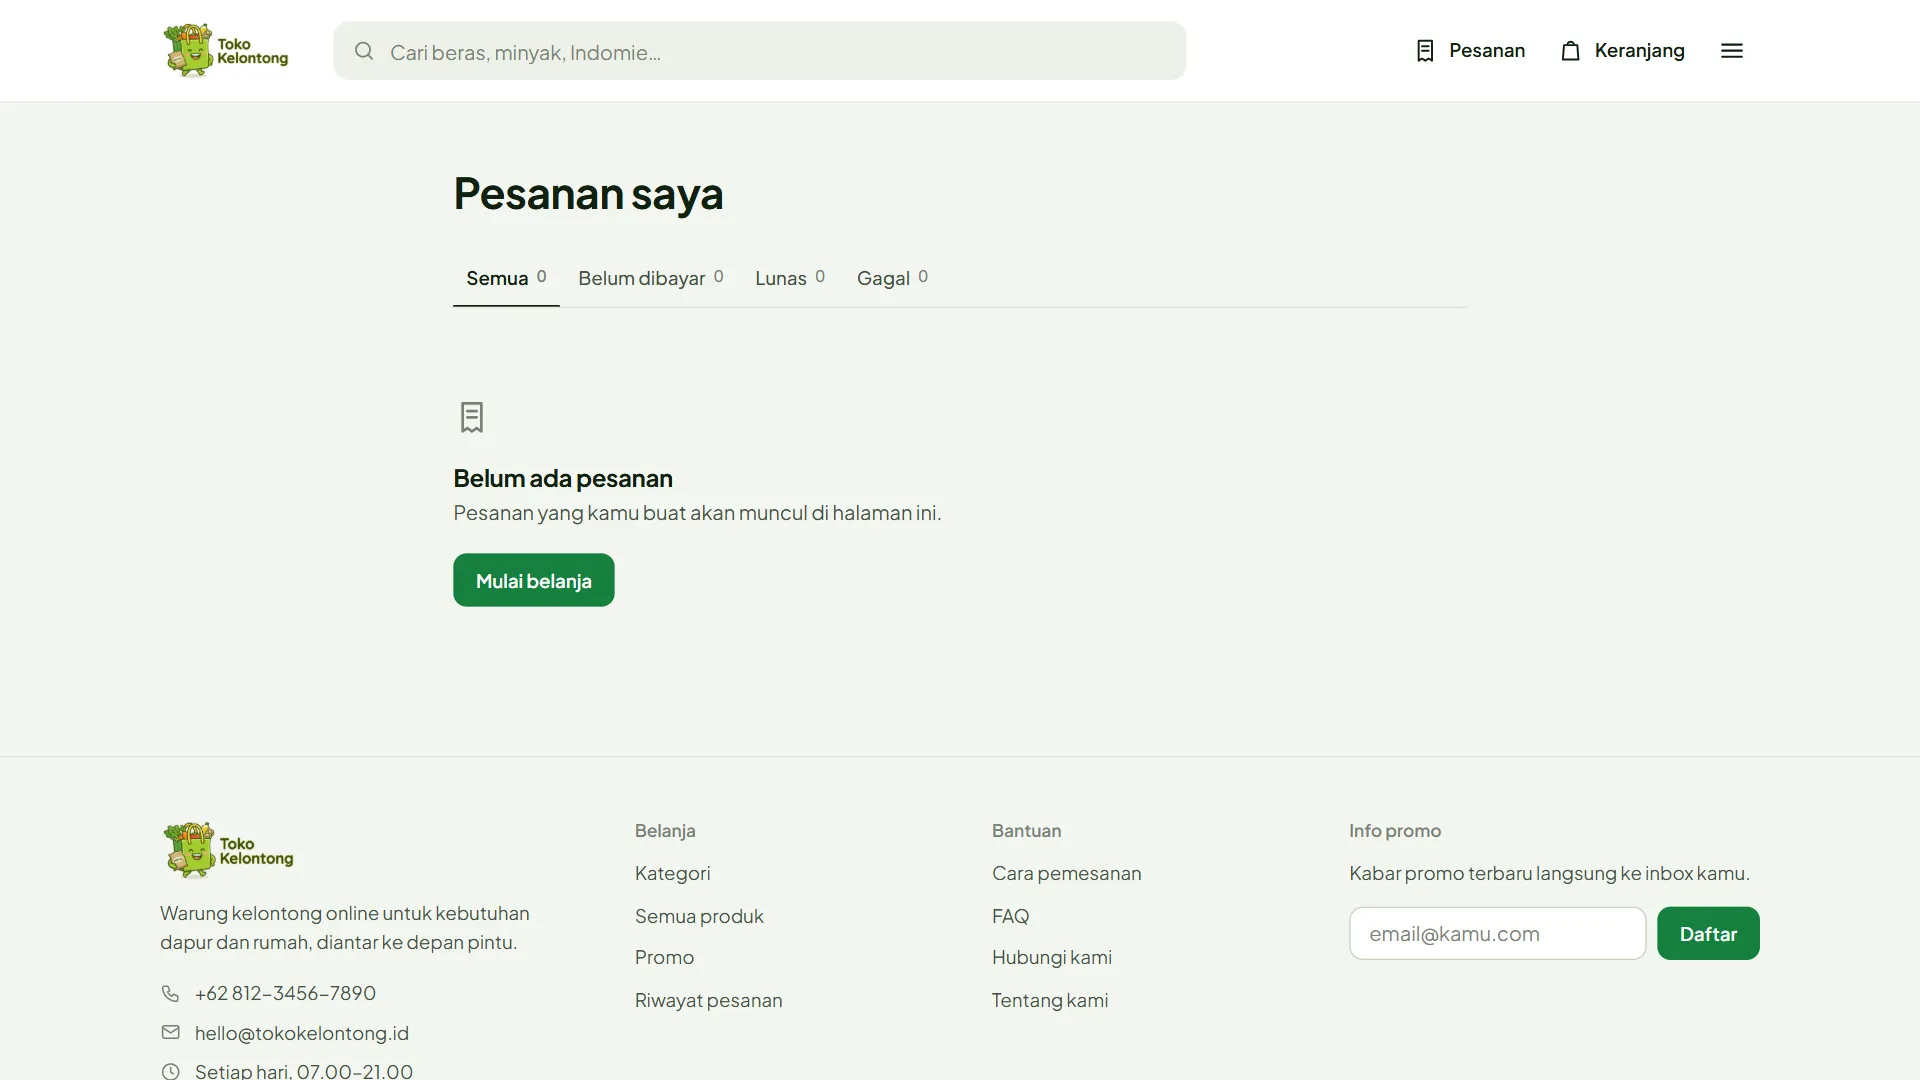 Toko
Kelontong
Cari beras, minyak, Indomie...
Pesanan
Keranjang
Pesanan saya
Semua 0
Belum dibayar 0
Lunas 0
Gagal 0
Belum ada pesanan
Pesanan yang kamu buat akan muncul di halaman ini.
Mulai belanja
Toko
Kelontong
Warung kelontong online untuk kebutuhan
dapur dan rumah, diantar ke depan pintu.
+62 812-3456-7890
hello@tokokelontong.id
Setiap hari, 07.00-21.00
Belanja
Kategori
Semua produk
Promo
Riwayat pesanan
Bantuan
Cara pemesanan
FAQ
Hubungi kami
Tentang kami
Info promo
Kabar promo terbaru langsung ke inbox kamu.
email@kamu.com
Daftar